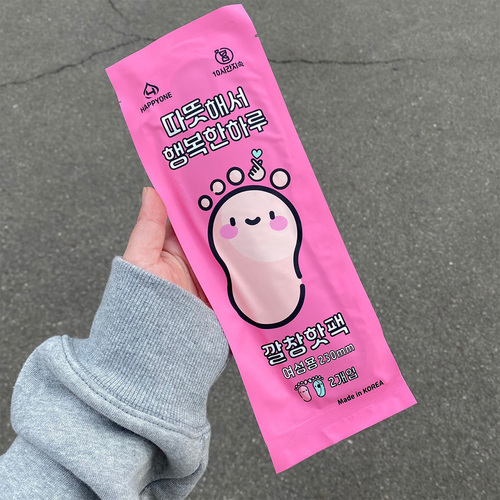 HAPPYONE
10시간지속
따뜻해서
행복한하루
깔창핫팩
여성용 230mm
2개입
Made in KOREA